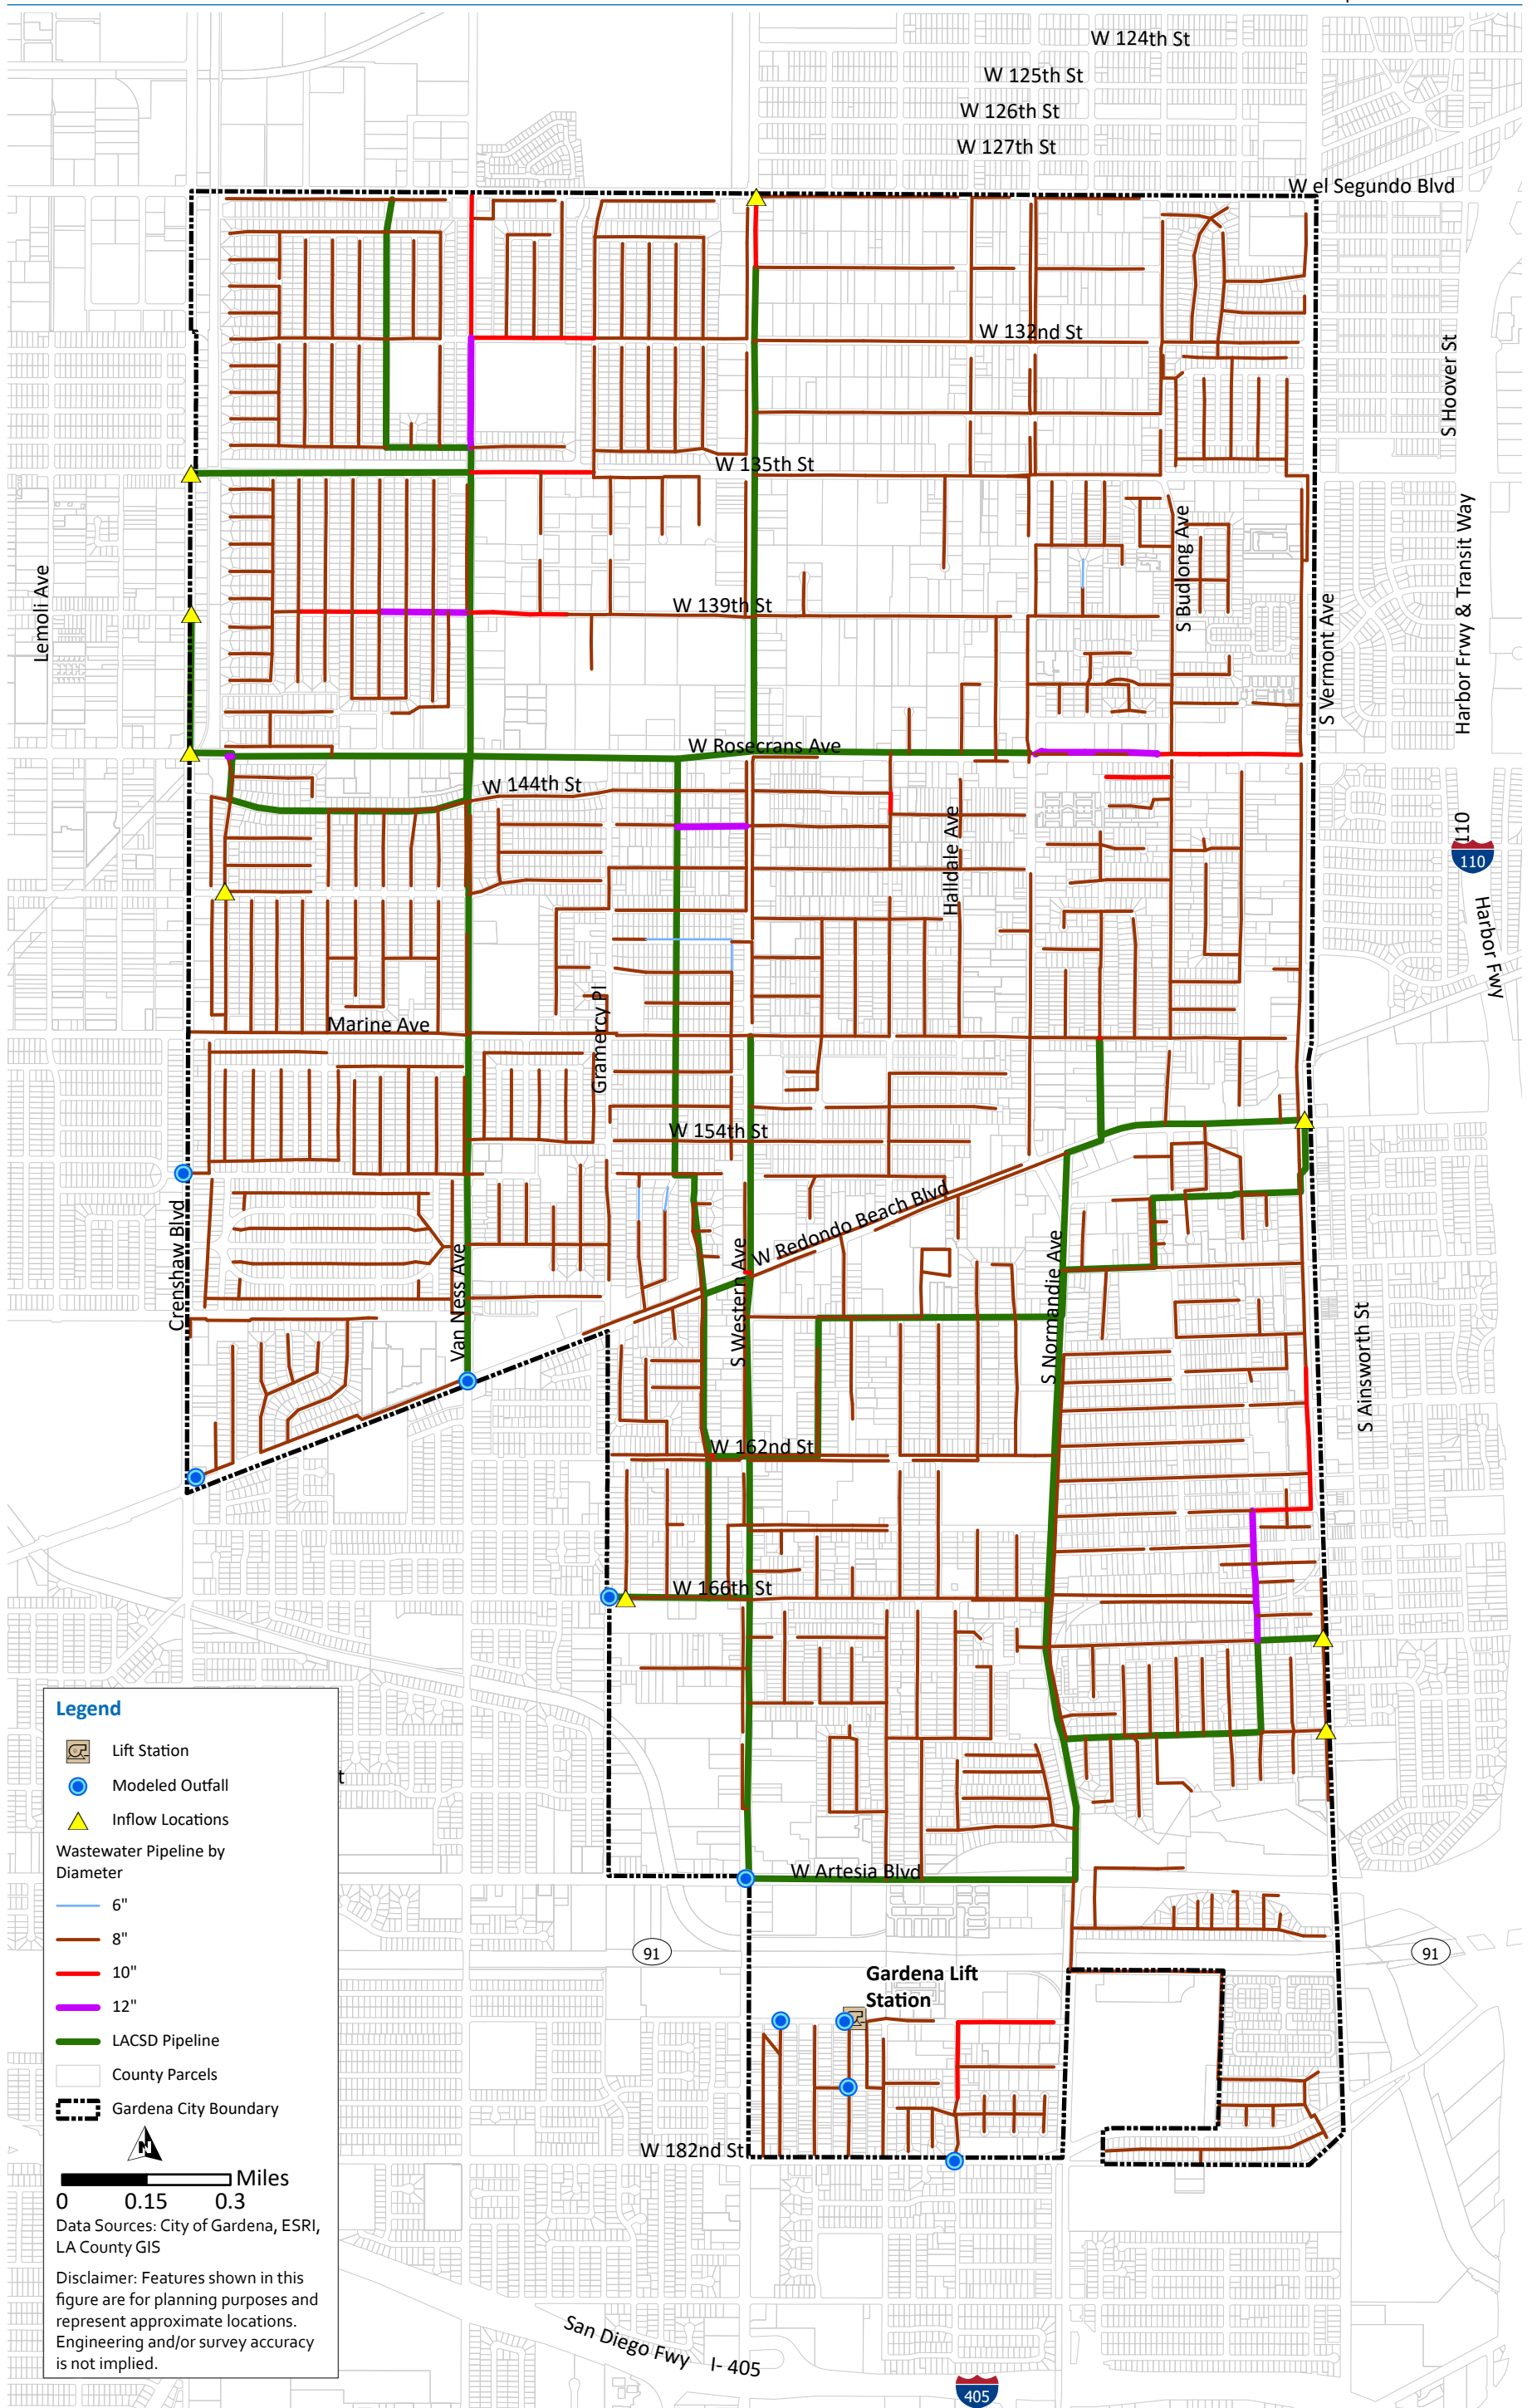 W 124th St
W 125th St
W 126th St
W 127th St
W el Segundo Blvd
W 132nd St
S Hoover St
W 135th St
Harbor Frwy & Transit Way
S Budlong Ave
Lemoli Ave
W 139th St
S Vermont Ave
W Rosecrans Ave
W 144th St
Halldale Ave
110
110
Harbor Fwy
Gramercy Pl
Marine Ave
W 154th St
W Redondo Beach Blvd
Crenshaw Blvd
Van Ness Ave
S Western Ave
S Normandie Ave
S Ainsworth St
W 162nd St
W 166th St
t
W Artesia Blvd
91
91
Gardena Lift
Station
W 182nd St
San Diego Fwy
I- 405
405
Legend
Lift Station
Modeled Outfall
Inflow Locations
Wastewater Pipeline by
Diameter
6"
8"
10"
12"
LACSD Pipeline
County Parcels
Gardena City Boundary
N
Miles
0 0.15 0.3
Data Sources: City of Gardena, ESRI,
LA County GIS
Disclaimer: Features shown in this
figure are for planning purposes and
represent approximate locations.
Engineering and/or survey accuracy
is not implied.